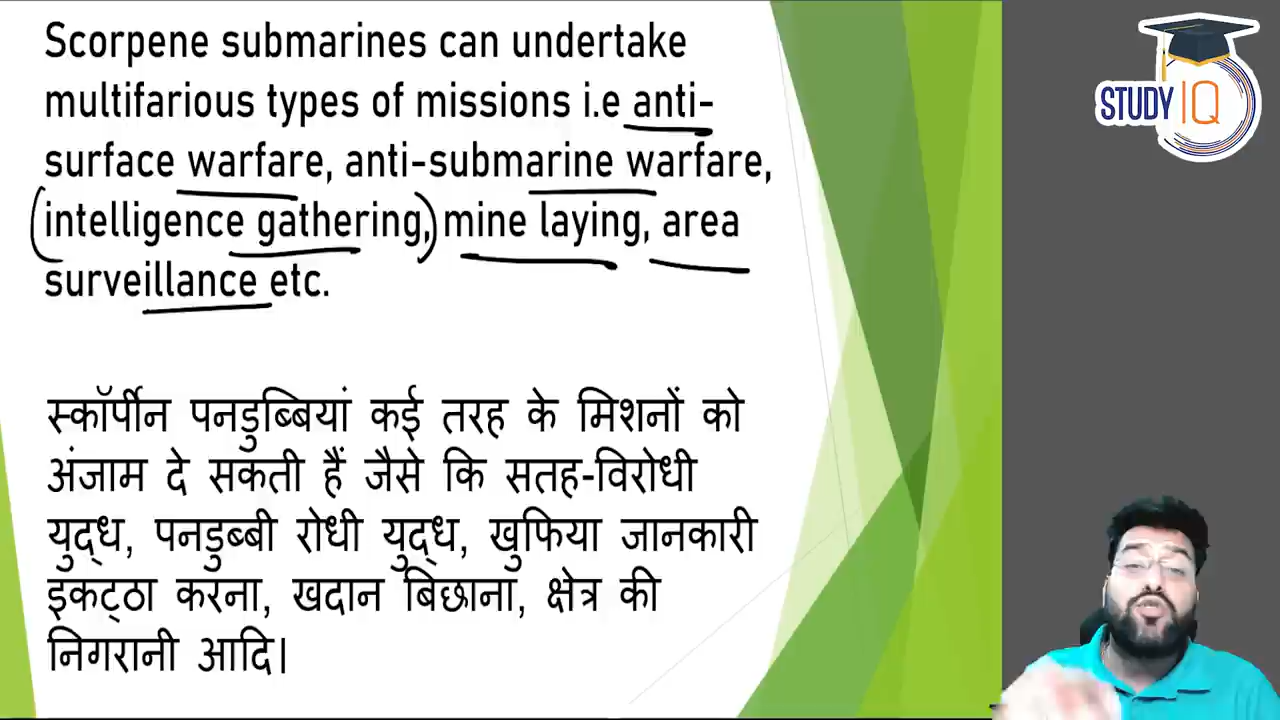 Scorpene submarines can undertake
multifarious types of missions i.e anti-
surface warfare, anti-submarine warfare,
intelligence gathering, mine laying, area
surveillance etc.
स्कॉर्पीन पनडुब्बियां कई तरह के मिशनों को
अंजाम दे सकती हैं जैसे कि सतह-विरोधी
युद्ध, पनडुब्बी रोधी युद्ध, खुफिया जानकारी
इकट्ठा करना, खदान बिछाना, क्षेत्र की
निगरानी आदि।
STUDY IQ